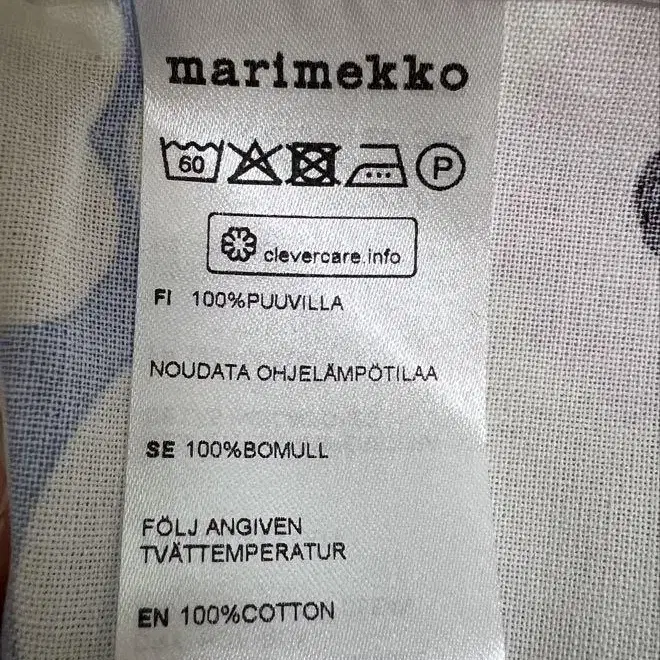 marimekko
60
P
clevercare.info
FI 100%PUUVILLA
NOUDATA OHJELÄMPÖTILAA
SE 100%BOMULL
FÖLJ ANGIVEN
TVÄTTEMPERATUR
EN 100%COTTON